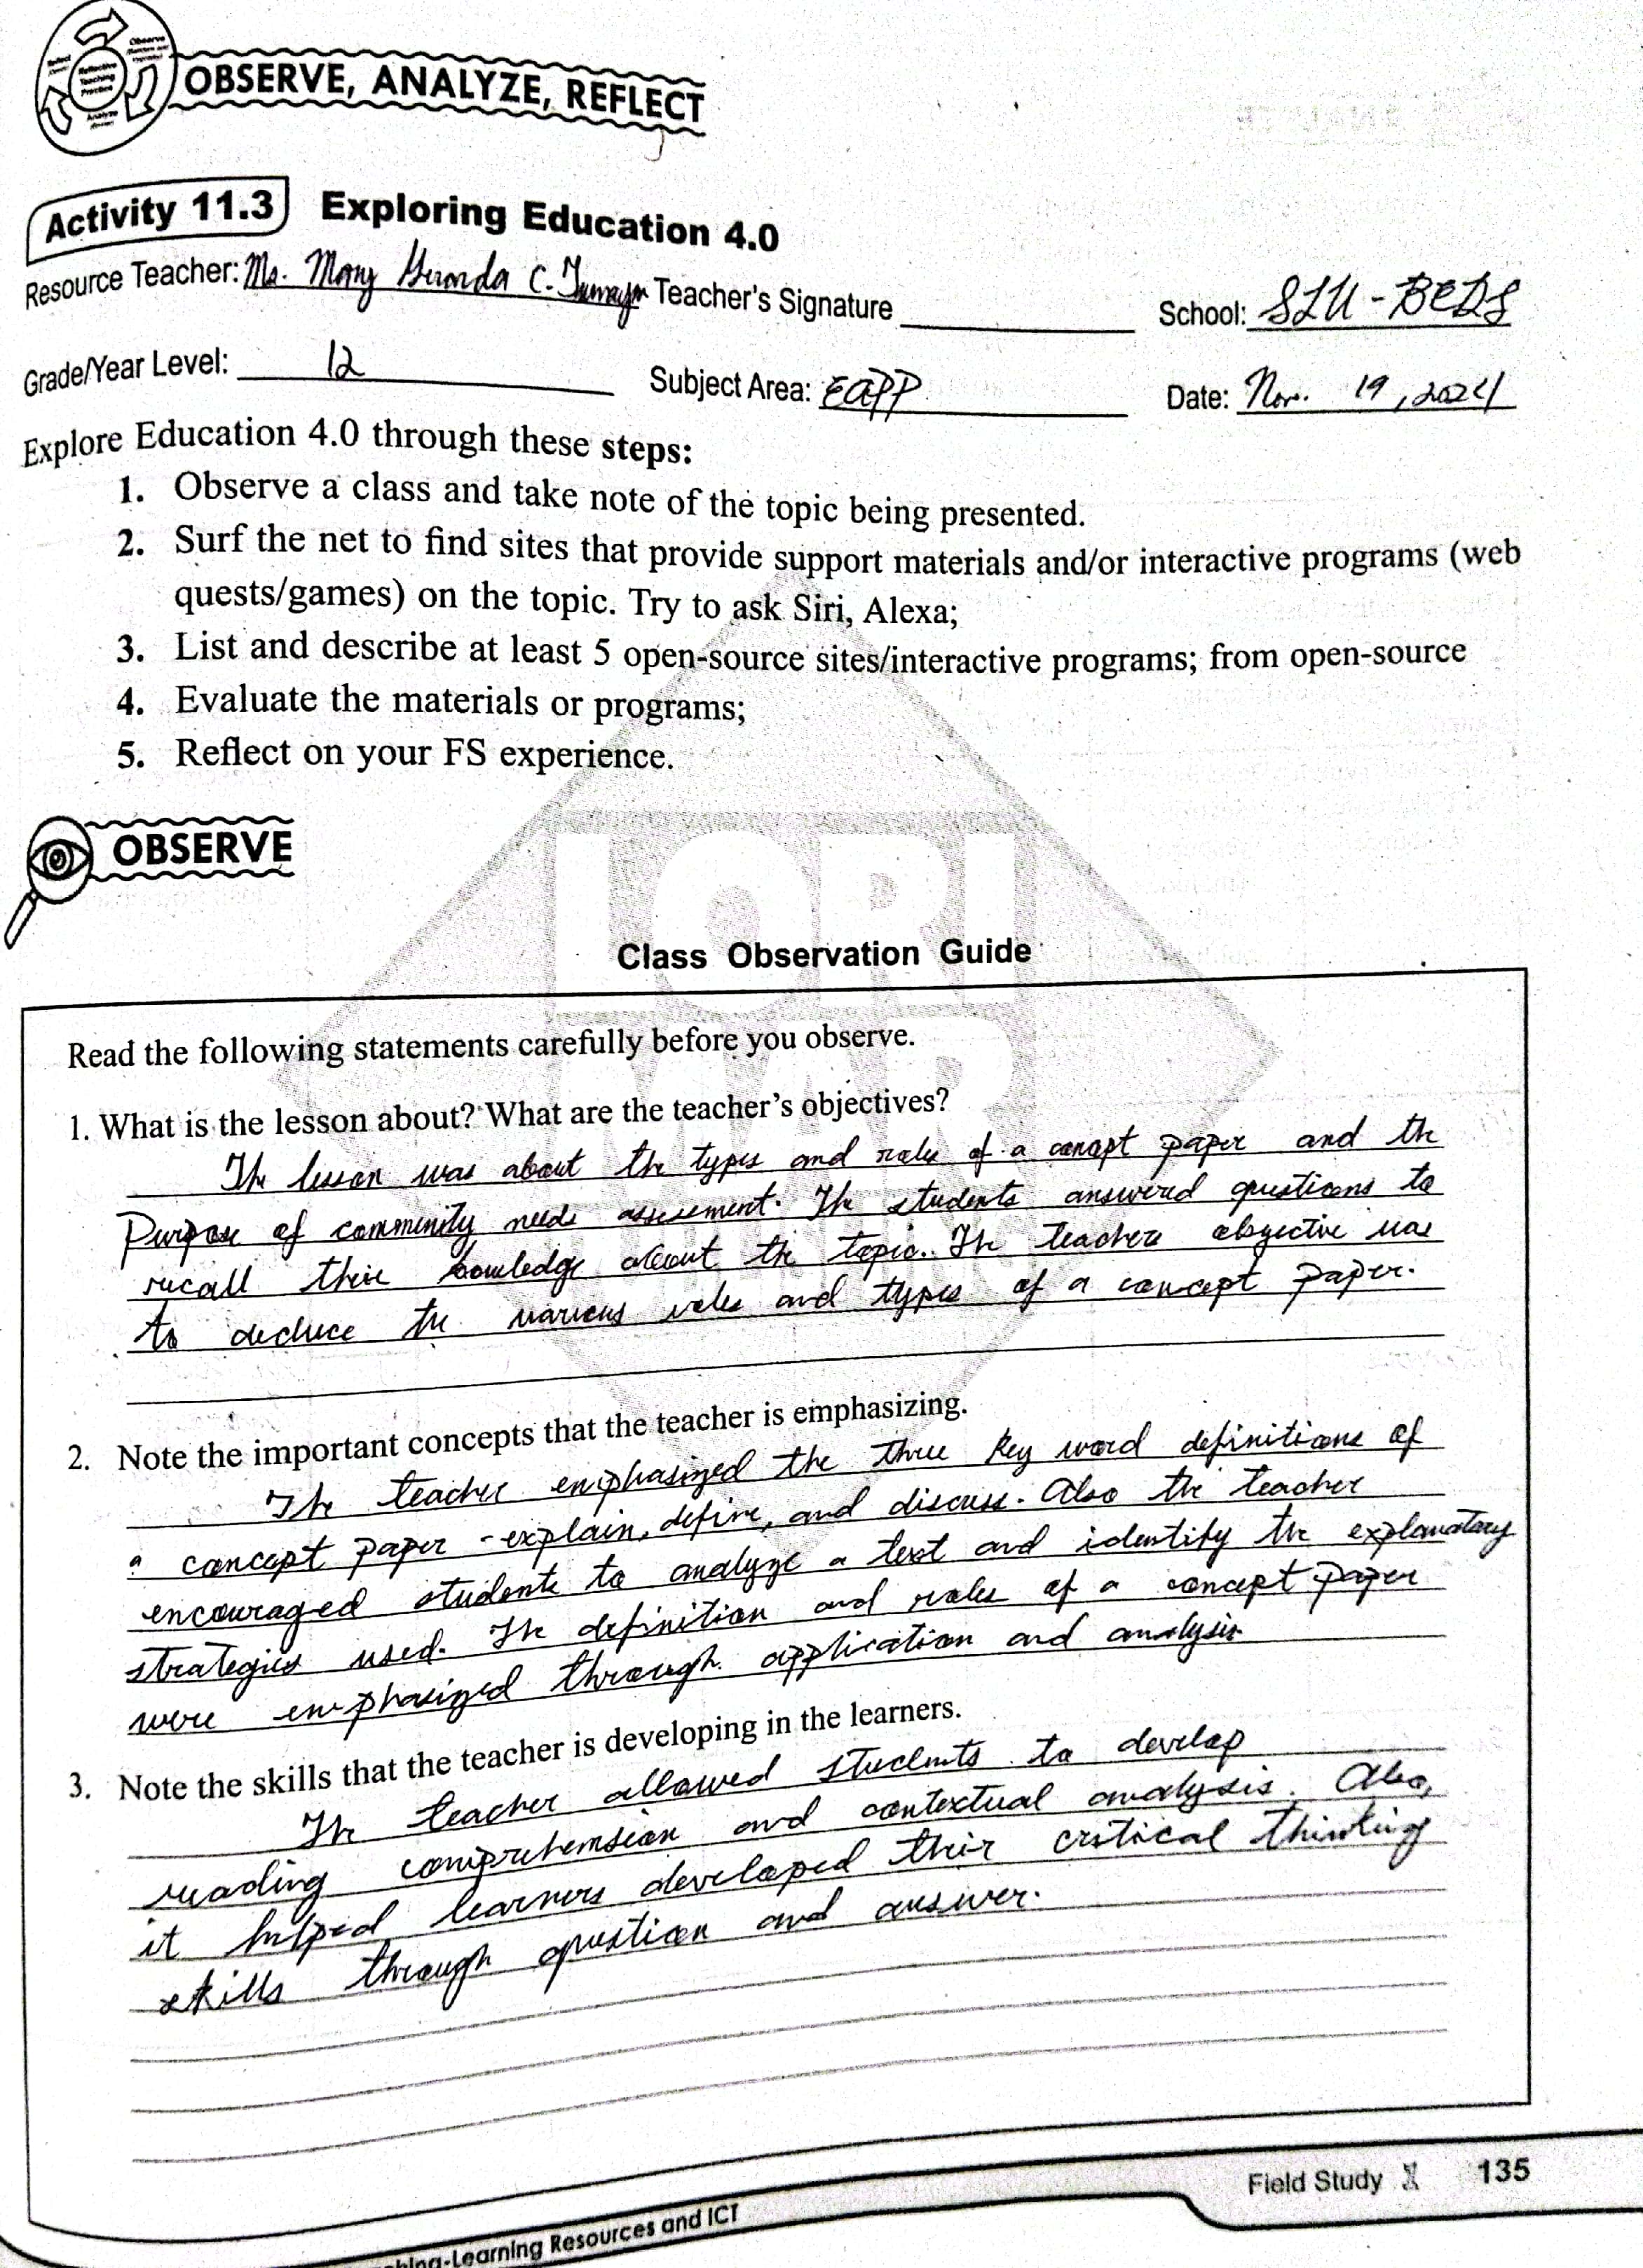 Observe
Reflect
Reflective
Teaching
Practice
Analyze
OBSERVE, ANALYZE, REFLECT
Activity 11.3 Exploring Education 4.0
Resource Teacher: Ms. Mary C. Teacher's Signature School: SLU - BEDS
Grade/Year Level: 12 Subject Area: EAPP Date: Nov. 19, 2024
Explore Education 4.0 through these steps:
1. Observe a class and take note of the topic being presented.
2. Surf the net to find sites that provide support materials and/or interactive programs (web
quests/games) on the topic. Try to ask Siri, Alexa;
3. List and describe at least 5 open-source sites/interactive programs; from open-source
4. Evaluate the materials or programs;
5. Reflect on your FS experience.
OBSERVE
LORI
MAR
Class Observation Guide
Read the following statements carefully before you observe.
1. What is the lesson about? What are the teacher's objectives?
The lesson was about the types and roles of a concept paper and the
Purpose of community needs assessment. The students answered questions to
recall their knowledge about the topic. The teachers objective was
to deduce the various roles and types of a concept paper.
2. Note the important concepts that the teacher is emphasizing.
The teacher emphasized the three key word definitions of
a concept paper - explain, define, and discuss. Also the teacher
encouraged students to analyze a text and identify the explanatory
strategies used. The definition and roles of a concept paper
were emphasized through application and analysis
3. Note the skills that the teacher is developing in the learners.
The teacher allowed students to develop
reading comprehension and contextual analysis. Also,
it helped learners developed their critical thinking
skills through question and answer.
Field Study 1 135
-Learning Resources and ICT